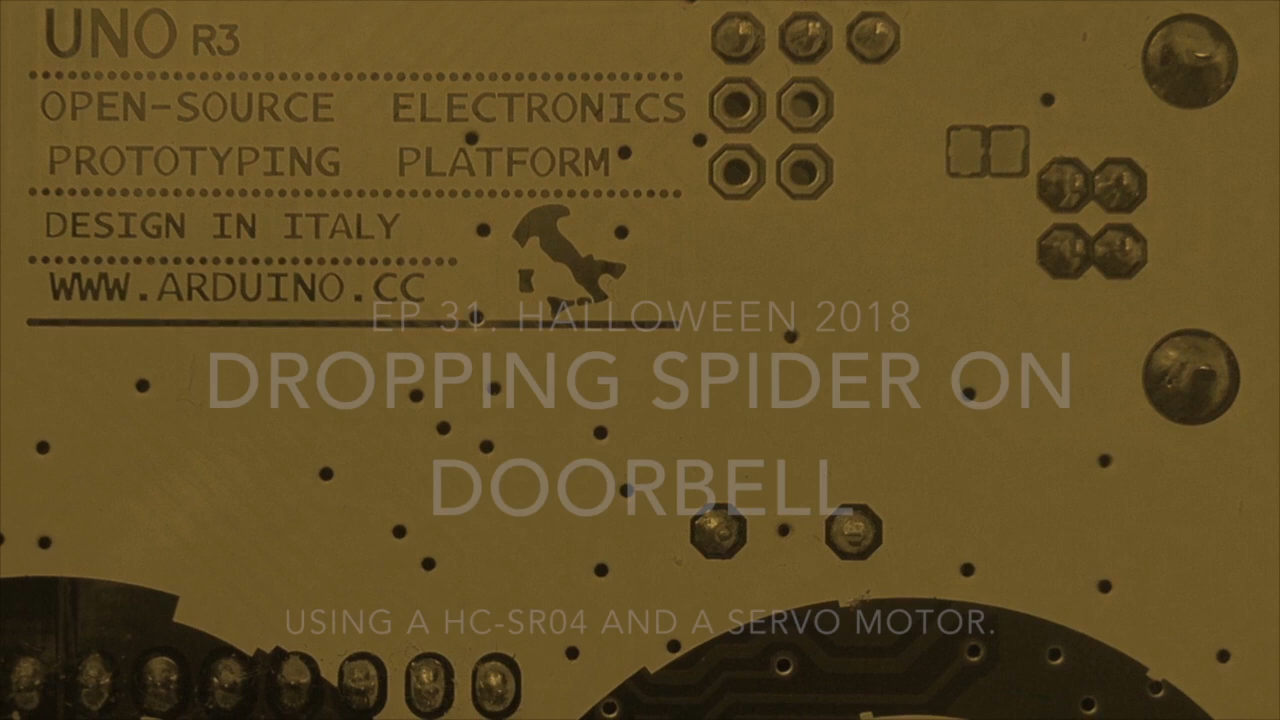 UNO R3
OPEN-SOURCE ELECTRONICS
PROTOTYPING PLATFORM
DESIGN IN ITALY
WWW.ARDUINO.CC
EP 31. HALLOWEEN 2018
DROPPING SPIDER ON
DOORBELL
USING A HC-SR04 AND A SERVO MOTOR.